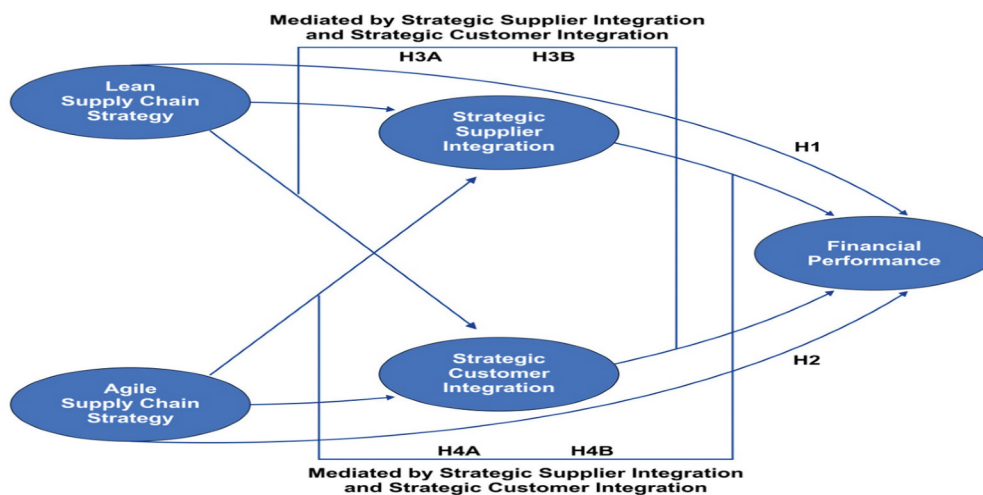 Mediated by Strategic Supplier Integration
and Strategic Customer Integration
H3A H3B
Lean
Supply Chain
Strategy
Strategic
Supplier
Integration
H1
Financial
Performance
Strategic
Customer
Integration
H2
Agile
Supply Chain
Strategy
H4A H4B
Mediated by Strategic Supplier Integration
and Strategic Customer Integration